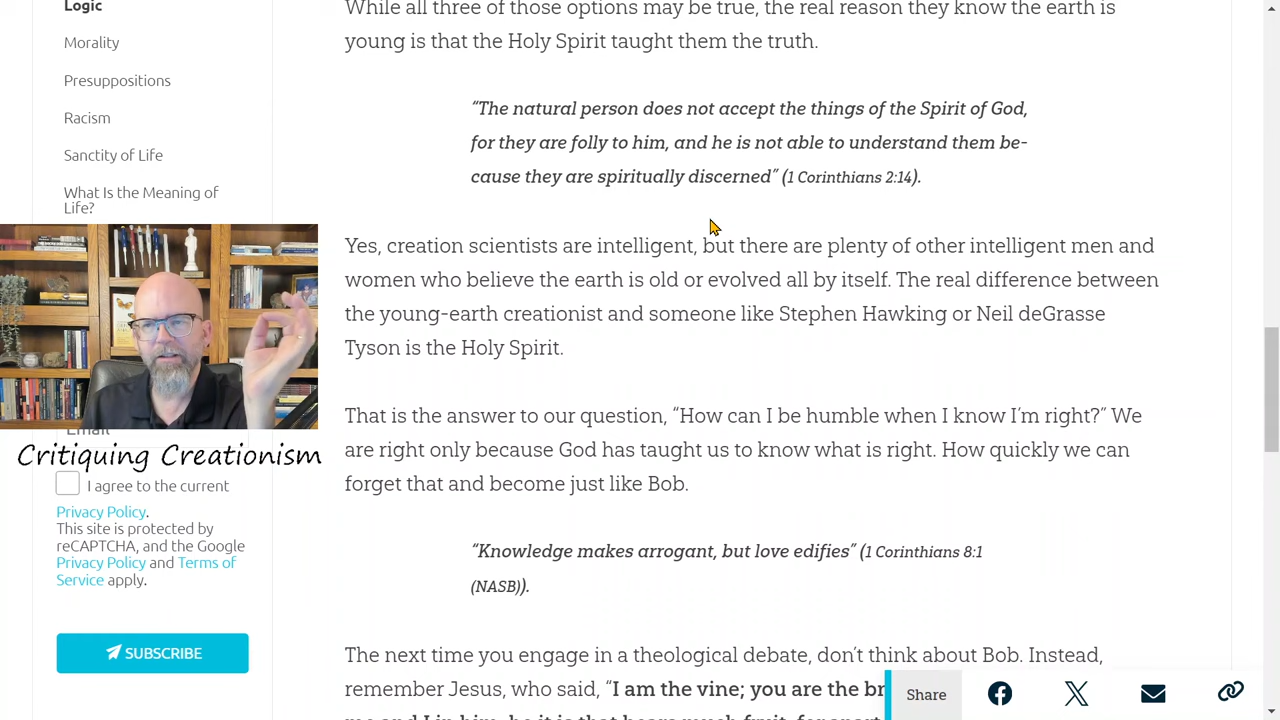 Logic
Morality
Presuppositions
Racism
Sanctity of Life
What Is the Meaning of
Life?
Critiquing Creationism
I agree to the current
Privacy Policy.
This site is protected by
reCAPTCHA, and the Google
Privacy Policy and Terms of
Service apply.
SUBSCRIBE
While all three of those options may be true, the real reason they know the earth is
young is that the Holy Spirit taught them the truth.
“The natural person does not accept the things of the Spirit of God,
for they are folly to him, and he is not able to understand them be-
cause they are spiritually discerned” (1 Corinthians 2:14).
Yes, creation scientists are intelligent, but there are plenty of other intelligent men and
women who believe the earth is old or evolved all by itself. The real difference between
the young-earth creationist and someone like Stephen Hawking or Neil deGrasse
Tyson is the Holy Spirit.
That is the answer to our question, “How can I be humble when I know I’m right?” We
are right only because God has taught us to know what is right. How quickly we can
forget that and become just like Bob.
“Knowledge makes arrogant, but love edifies” (1 Corinthians 8:1
(NASB)).
The next time you engage in a theological debate, don’t think about Bob. Instead,
remember Jesus, who said, “I am the vine; you are the
Share